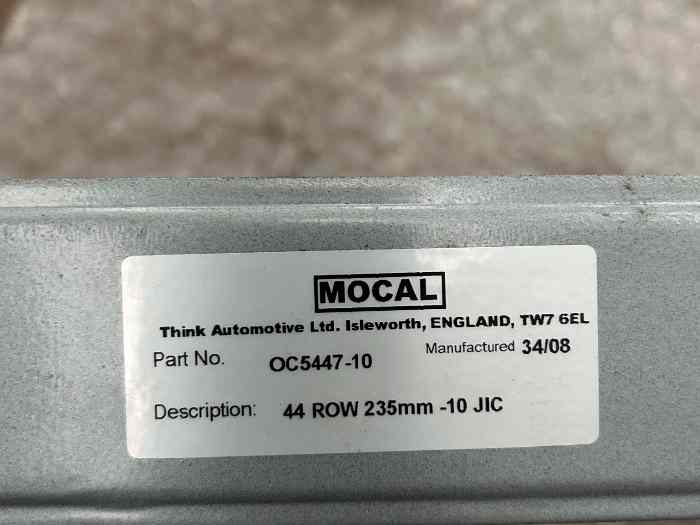 MOCAL
Think Automotive Ltd. Isleworth, ENGLAND, TW7 6EL
Part No. OC5447-10 Manufactured 34/08
Description: 44 ROW 235mm -10 JIC